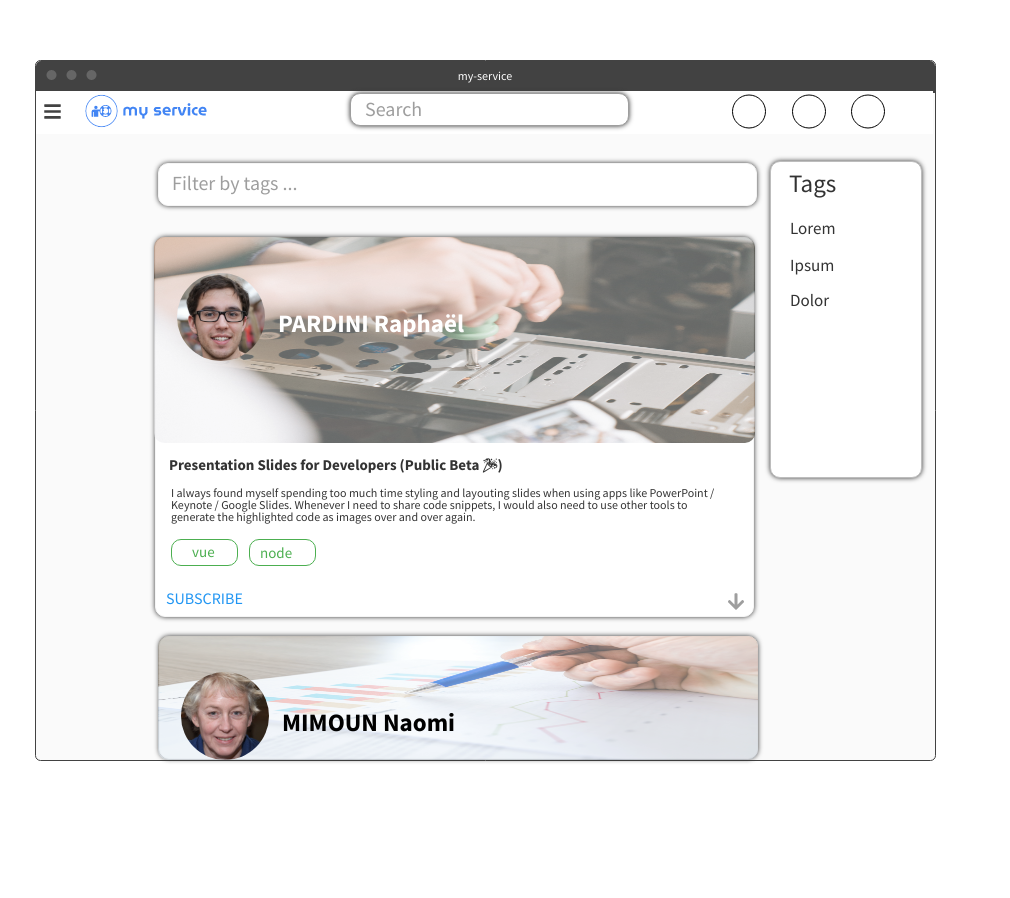 my-service
my service
Search
Filter by tags ...
Tags
Lorem
Ipsum
Dolor
PARDINI Raphaël
Presentation Slides for Developers (Public Beta 🎉)
I always found myself spending too much time styling and layouting slides when using apps like PowerPoint /
Keynote / Google Slides. Whenever I need to share code snippets, I would also need to use other tools to
generate the highlighted code as images over and over again.
vue node
SUBSCRIBE
MIMOUN Naomi